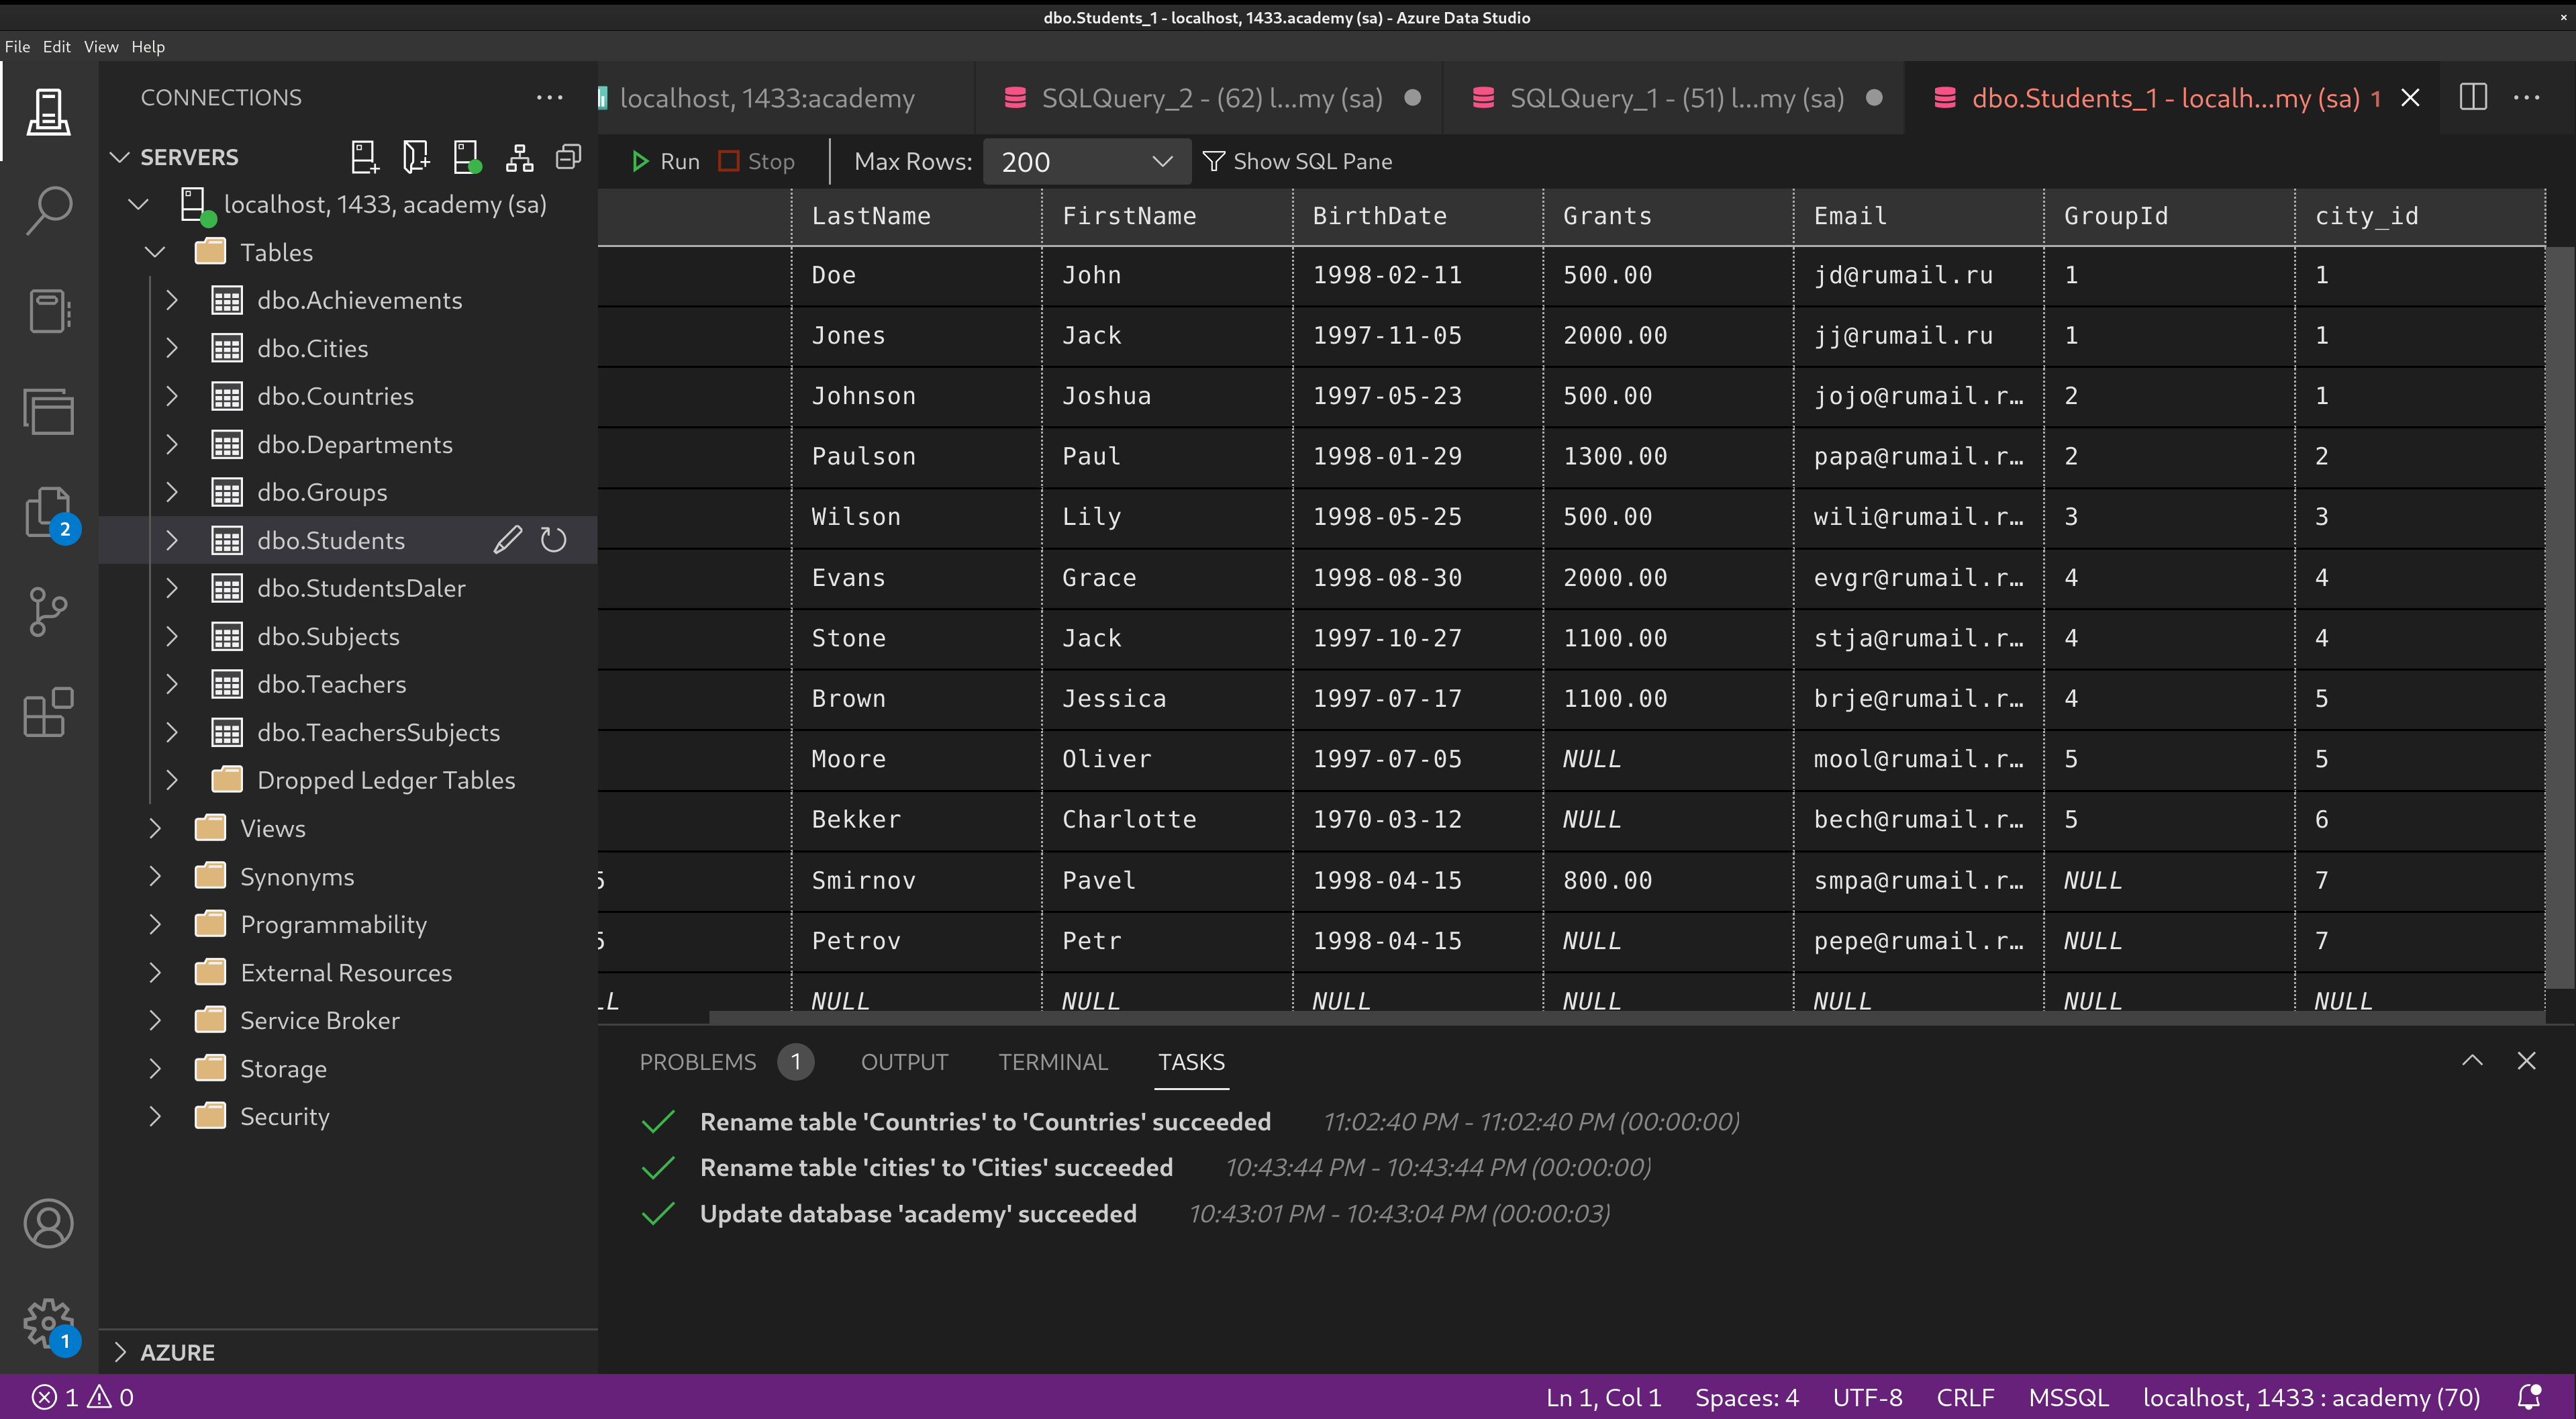 dbo.Students_1 - localhost, 1433.academy (sa) - Azure Data Studio
File Edit View Help
CONNECTIONS
localhost, 1433:academy SQLQuery_2 - (62) l...my (sa) SQLQuery_1 - (51) l...my (sa) dbo.Students_1 - localh...my (sa) 1
SERVERS
Run Stop Max Rows: 200 Show SQL Pane
localhost, 1433, academy (sa)
Tables
dbo.Achievements
dbo.Cities
dbo.Countries
dbo.Departments
dbo.Groups
dbo.Students
dbo.StudentsDaler
dbo.Subjects
dbo.Teachers
dbo.TeachersSubjects
Dropped Ledger Tables
Views
Synonyms
Programmability
External Resources
Service Broker
Storage
Security
AZURE
2
1
LastName FirstName BirthDate Grants Email GroupId city_id
Doe John 1998-02-11 500.00 jd@rumail.ru 1 1
Jones Jack 1997-11-05 2000.00 jj@rumail.ru 1 1
Johnson Joshua 1997-05-23 500.00 jojo@rumail.r… 2 1
Paulson Paul 1998-01-29 1300.00 papa@rumail.r… 2 2
Wilson Lily 1998-05-25 500.00 wili@rumail.r… 3 3
Evans Grace 1998-08-30 2000.00 evgr@rumail.r… 4 4
Stone Jack 1997-10-27 1100.00 stja@rumail.r… 4 4
Brown Jessica 1997-07-17 1100.00 brje@rumail.r… 4 5
Moore Oliver 1997-07-05 NULL mool@rumail.r… 5 5
Bekker Charlotte 1970-03-12 NULL bech@rumail.r… 5 6
Smirnov Pavel 1998-04-15 800.00 smpa@rumail.r… NULL 7
Petrov Petr 1998-04-15 NULL pepe@rumail.r… NULL 7
LL NULL NULL NULL NULL NULL NULL NULL
PROBLEMS 1 OUTPUT TERMINAL TASKS
Rename table 'Countries' to 'Countries' succeeded 11:02:40 PM - 11:02:40 PM (00:00:00)
Rename table 'cities' to 'Cities' succeeded 10:43:44 PM - 10:43:44 PM (00:00:00)
Update database 'academy' succeeded 10:43:01 PM - 10:43:04 PM (00:00:03)
1 0 Ln 1, Col 1 Spaces: 4 UTF-8 CRLF MSSQL localhost, 1433 : academy (70)